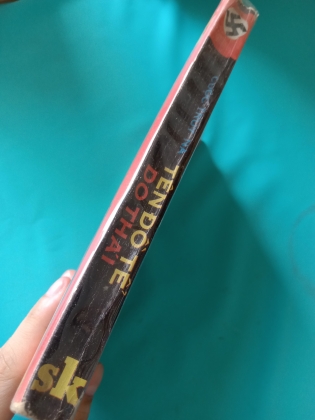 TÊN ĐỒ TỂ
DO THÁI
sk